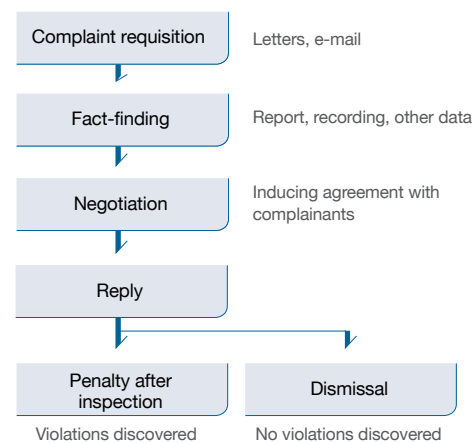 Complaint requisition
Letters, e-mail
Fact-finding
Report, recording, other data
Negotiation
Inducing agreement with
complainants
Reply
Penalty after
inspection
Dismissal
Violations discovered
No violations discovered